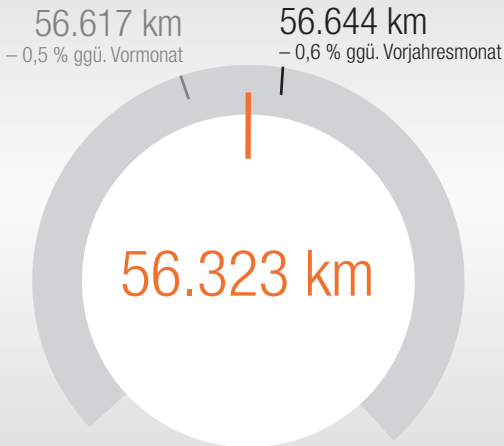 56.617 km
– 0,5 % ggü. Vormonat
56.644 km
– 0,6 % ggü. Vorjahresmonat
56.323 km